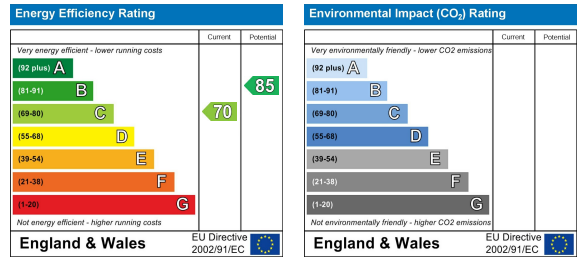 Energy Efficiency Rating
Current Potential
Very energy efficient - lower running costs
(92 plus) A
(81-91) B
85
(69-80) C
70
(55-68) D
(39-54) E
(21-38) F
(1-20) G
Not energy efficient - higher running costs
England & Wales
EU Directive
2002/91/EC
Environmental Impact (CO₂) Rating
Current Potential
Very environmentally friendly - lower CO2 emissions
(92 plus) A
(81-91) B
(69-80) C
(55-68) D
(39-54) E
(21-38) F
(1-20) G
Not environmentally friendly - higher CO2 emissions
England & Wales
EU Directive
2002/91/EC